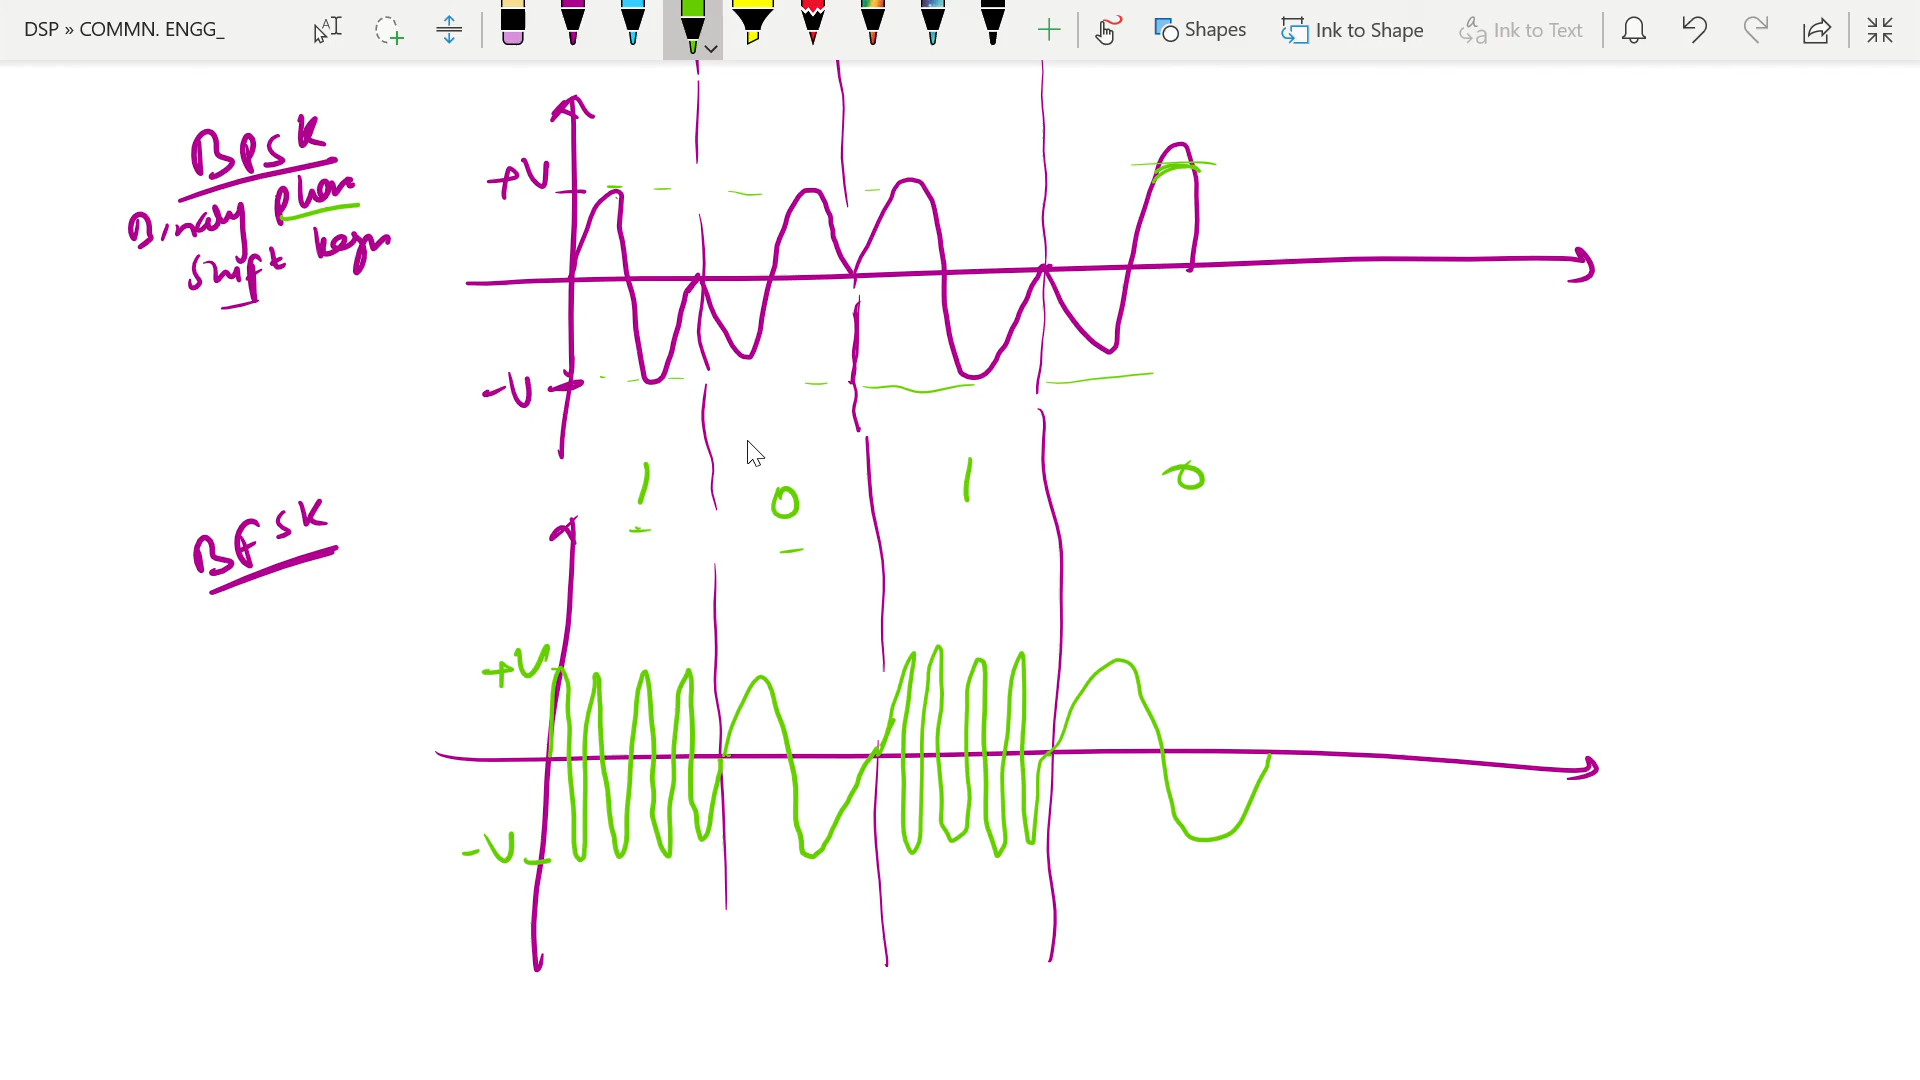 DSP » COMMN. ENGG_
Shapes
Ink to Shape
Ink to Text
BPSK
Binary phase
shift keyn
+V
-V
1 0 1 0
BFSK
+V
-V